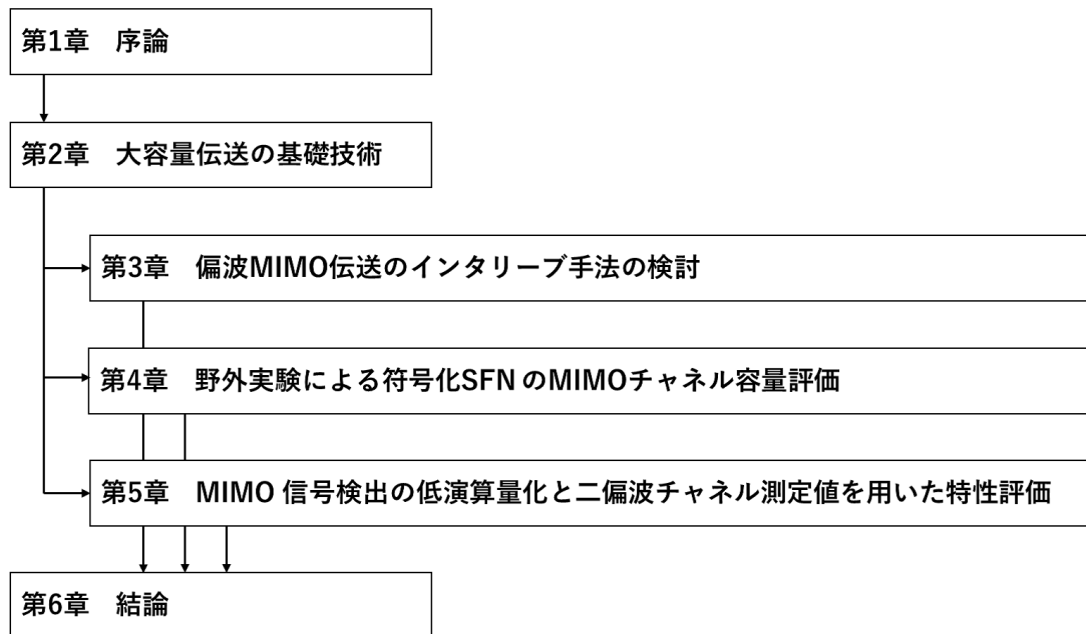 第1章　序論
第2章　大容量伝送の基礎技術
第3章　偏波MIMO伝送のインタリーブ手法の検討
第4章　野外実験による符号化SFN のMIMOチャネル容量評価
第5章　MIMO 信号検出の低演算量化と二偏波チャネル測定値を用いた特性評価
第6章　結論